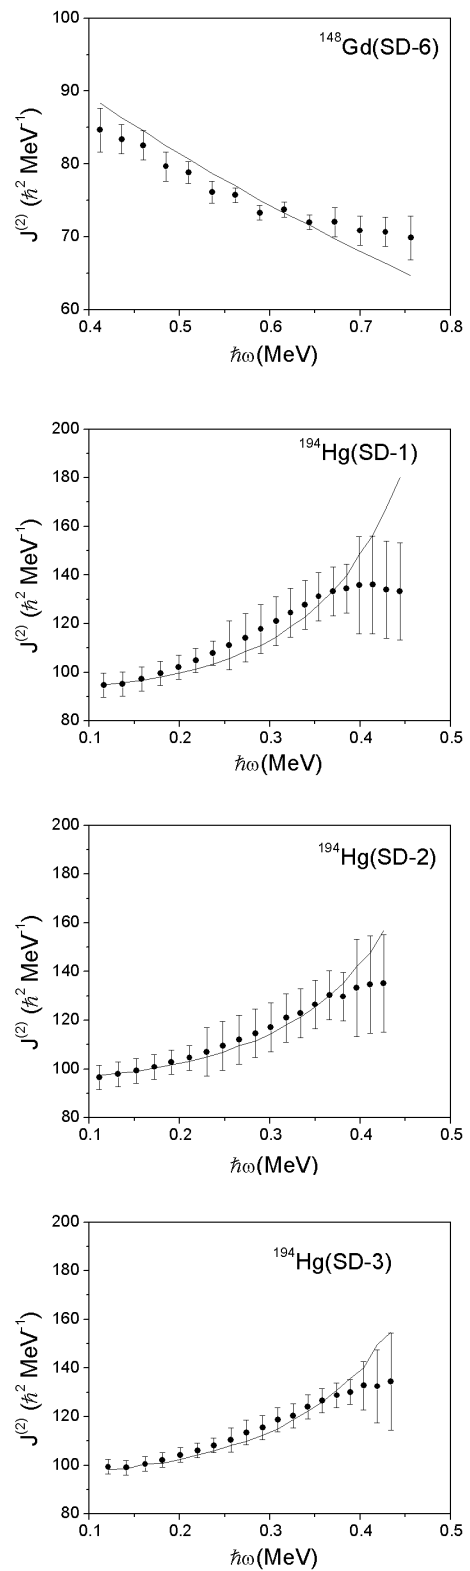 148Gd(SD-6)
J(2) (ℏ2 MeV-1)
100
90
80
70
60
0.4 0.5 0.6 0.7 0.8
ℏω(MeV)
194Hg(SD-1)
J(2) (ℏ2 MeV-1)
200
180
160
140
120
100
80
0.1 0.2 0.3 0.4 0.5
ℏω(MeV)
194Hg(SD-2)
J(2) (ℏ2 MeV-1)
200
180
160
140
120
100
80
0.1 0.2 0.3 0.4 0.5
ℏω(MeV)
194Hg(SD-3)
J(2) (ℏ2 MeV-1)
200
180
160
140
120
100
80
0.1 0.2 0.3 0.4 0.5
ℏω(MeV)